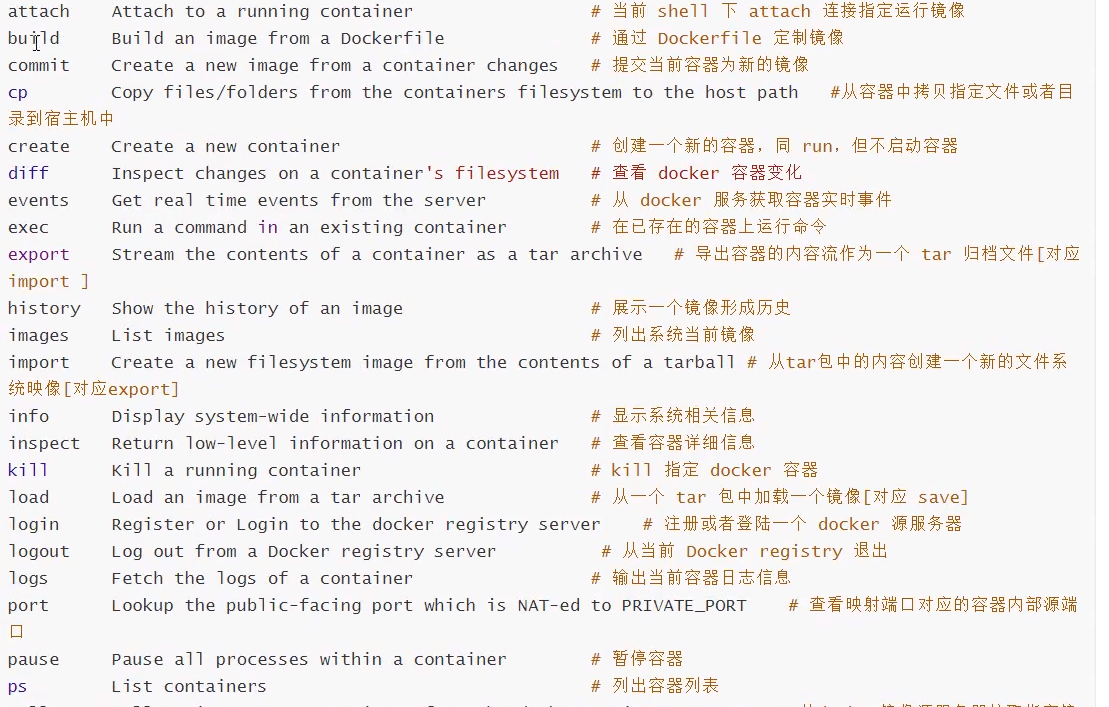 attach    Attach to a running container                 # 当前 shell 下 attach 连接指定运行镜像
build     Build an image from a Dockerfile              # 通过 Dockerfile 定制镜像
commit    Create a new image from a container changes   # 提交当前容器为新的镜像
cp        Copy files/folders from the containers filesystem to the host path   #从容器中拷贝指定文件或者目
录到宿主机中
create    Create a new container                        # 创建一个新的容器，同 run，但不启动容器
diff      Inspect changes on a container's filesystem   # 查看 docker 容器变化
events    Get real time events from the server          # 从 docker 服务获取容器实时事件
exec      Run a command in an existing container        # 在已存在的容器上运行命令
export    Stream the contents of a container as a tar archive   # 导出容器的内容流作为一个 tar 归档文件[对应
import ]
history   Show the history of an image                  # 展示一个镜像形成历史
images    List images                                   # 列出系统当前镜像
import    Create a new filesystem image from the contents of a tarball # 从tar包中的内容创建一个新的文件系
统映像[对应export]
info      Display system-wide information               # 显示系统相关信息
inspect   Return low-level information on a container   # 查看容器详细信息
kill      Kill a running container                      # kill 指定 docker 容器
load      Load an image from a tar archive              # 从一个 tar 包中加载一个镜像[对应 save]
login     Register or Login to the docker registry server    # 注册或者登陆一个 docker 源服务器
logout    Log out from a Docker registry server          # 从当前 Docker registry 退出
logs      Fetch the logs of a container                 # 输出当前容器日志信息
port      Lookup the public-facing port which is NAT-ed to PRIVATE_PORT    # 查看映射端口对应的容器内部源端
口
pause     Pause all processes within a container        # 暂停容器
ps        List containers                               # 列出容器列表